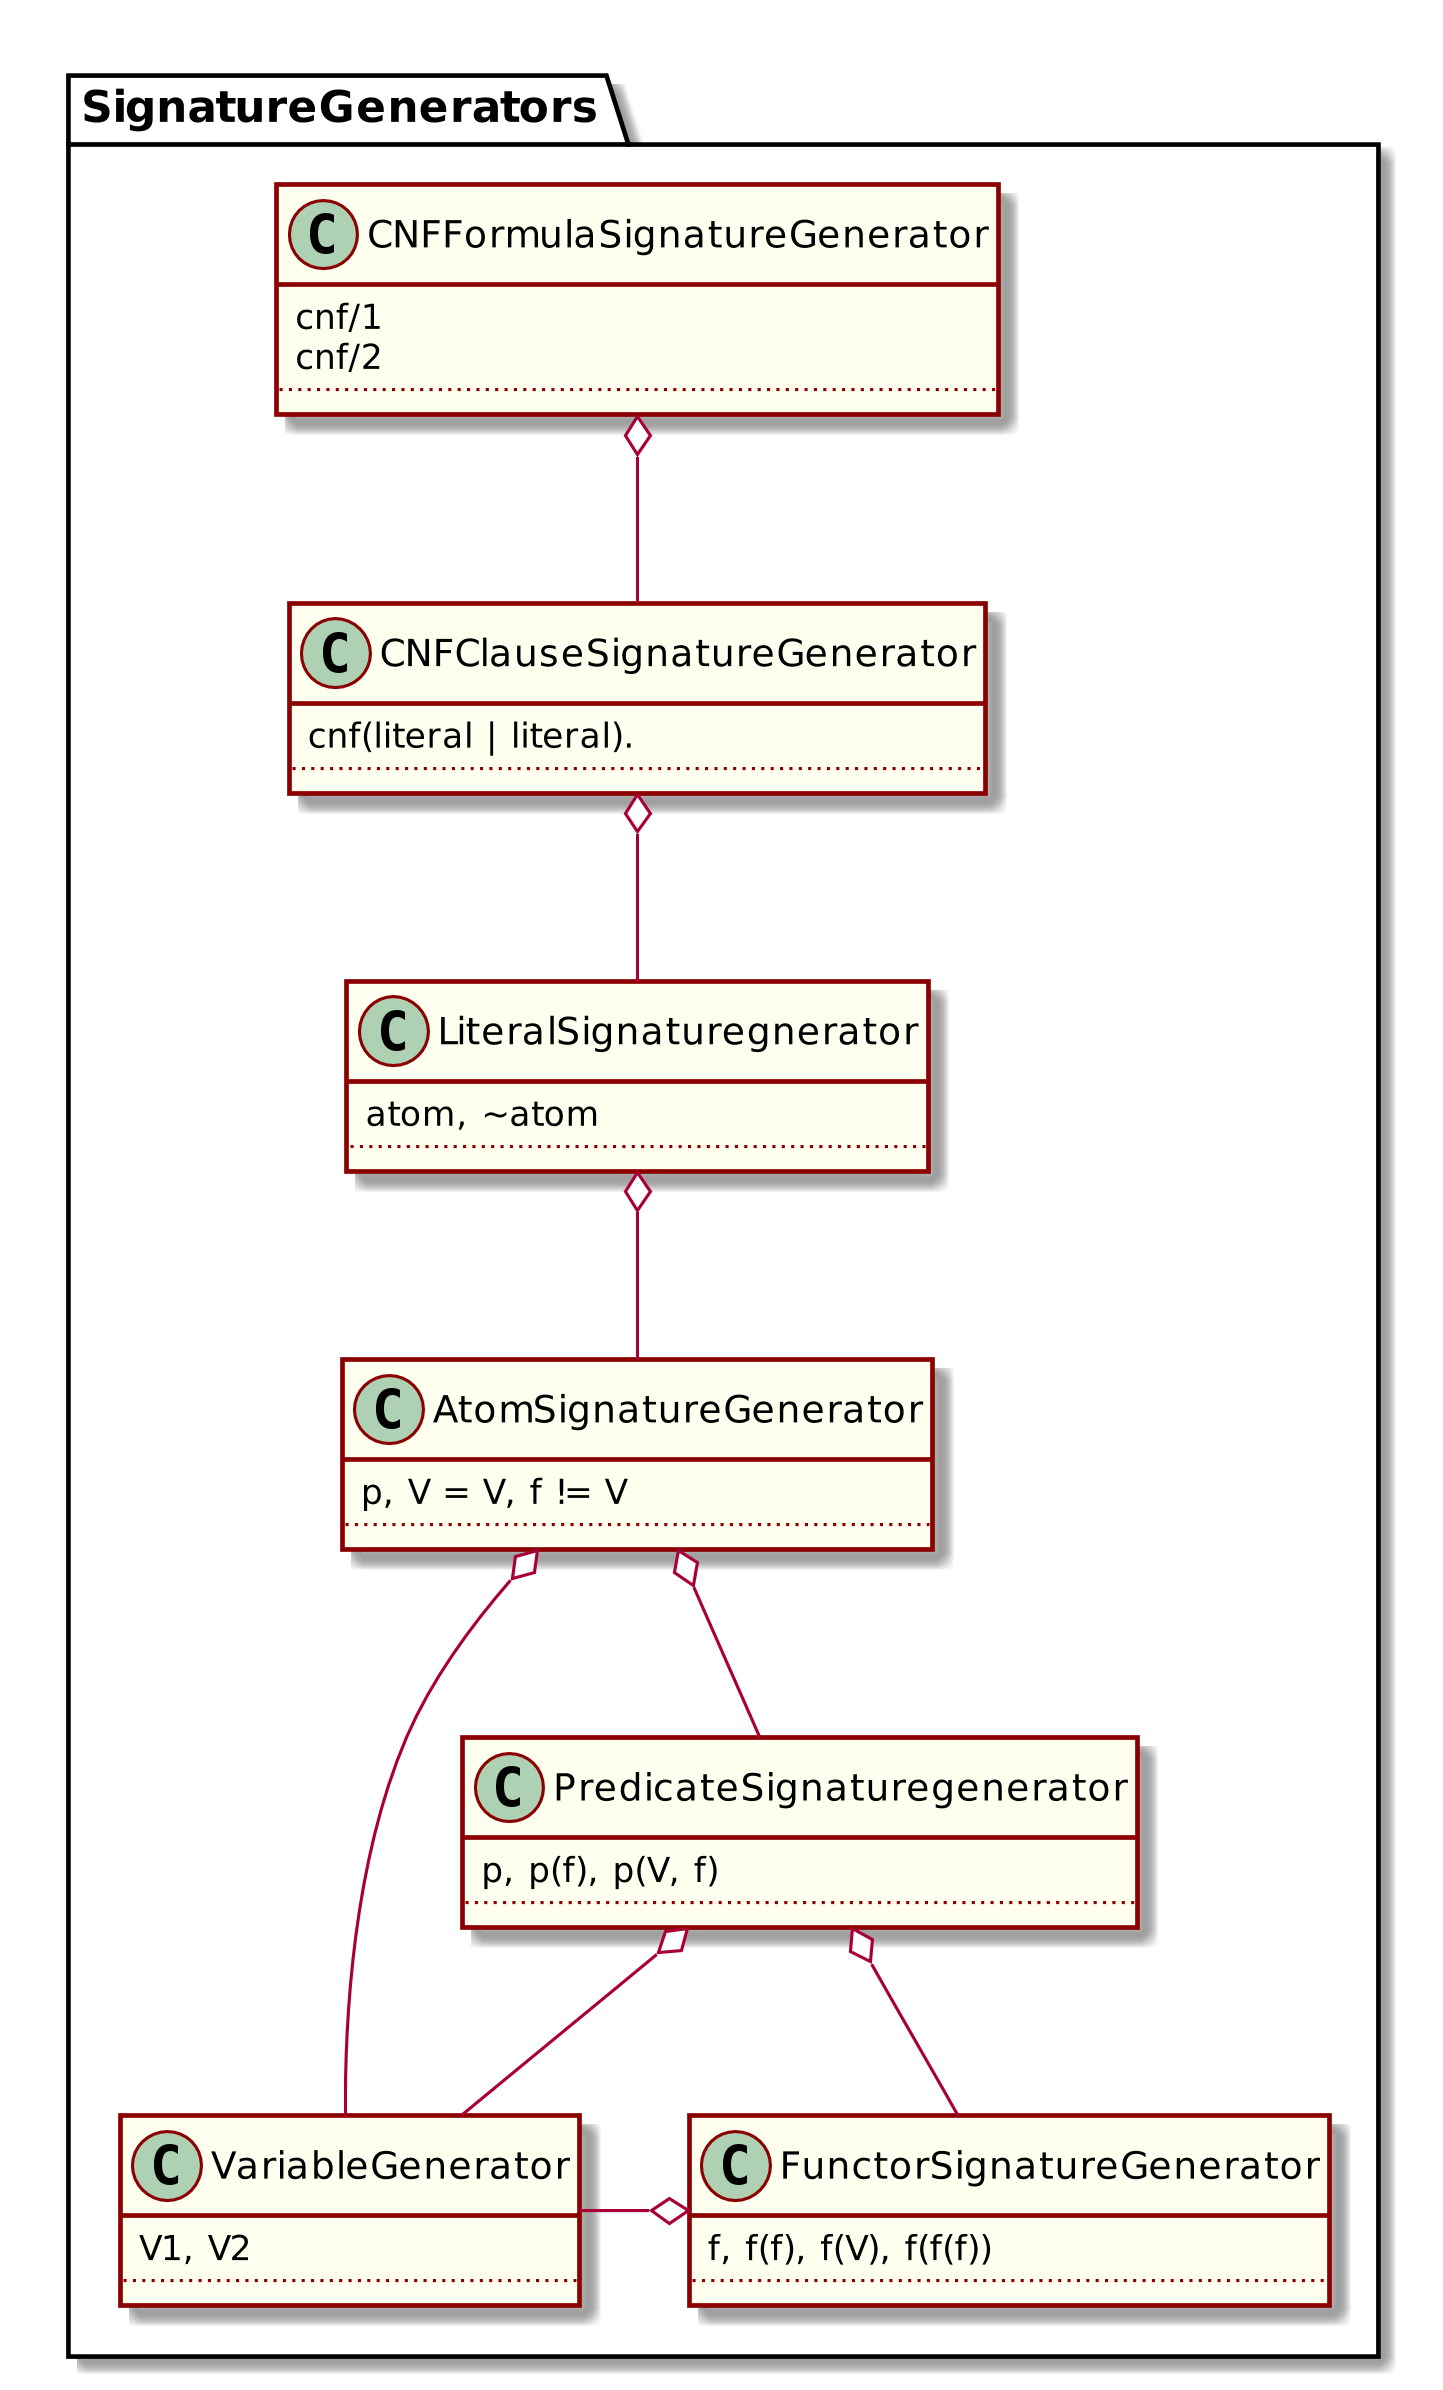 SignatureGenerators
C CNFFormulaSignatureGenerator
cnf/1
cnf/2
C CNFClauseSignatureGenerator
cnf(literal | literal).
C LiteralSignaturegnerator
atom, ~atom
C AtomSignatureGenerator
p, V = V, f != V
C PredicateSignaturegenerator
p, p(f), p(V, f)
C VariableGenerator
V1, V2
C FunctorSignatureGenerator
f, f(f), f(V), f(f(f))